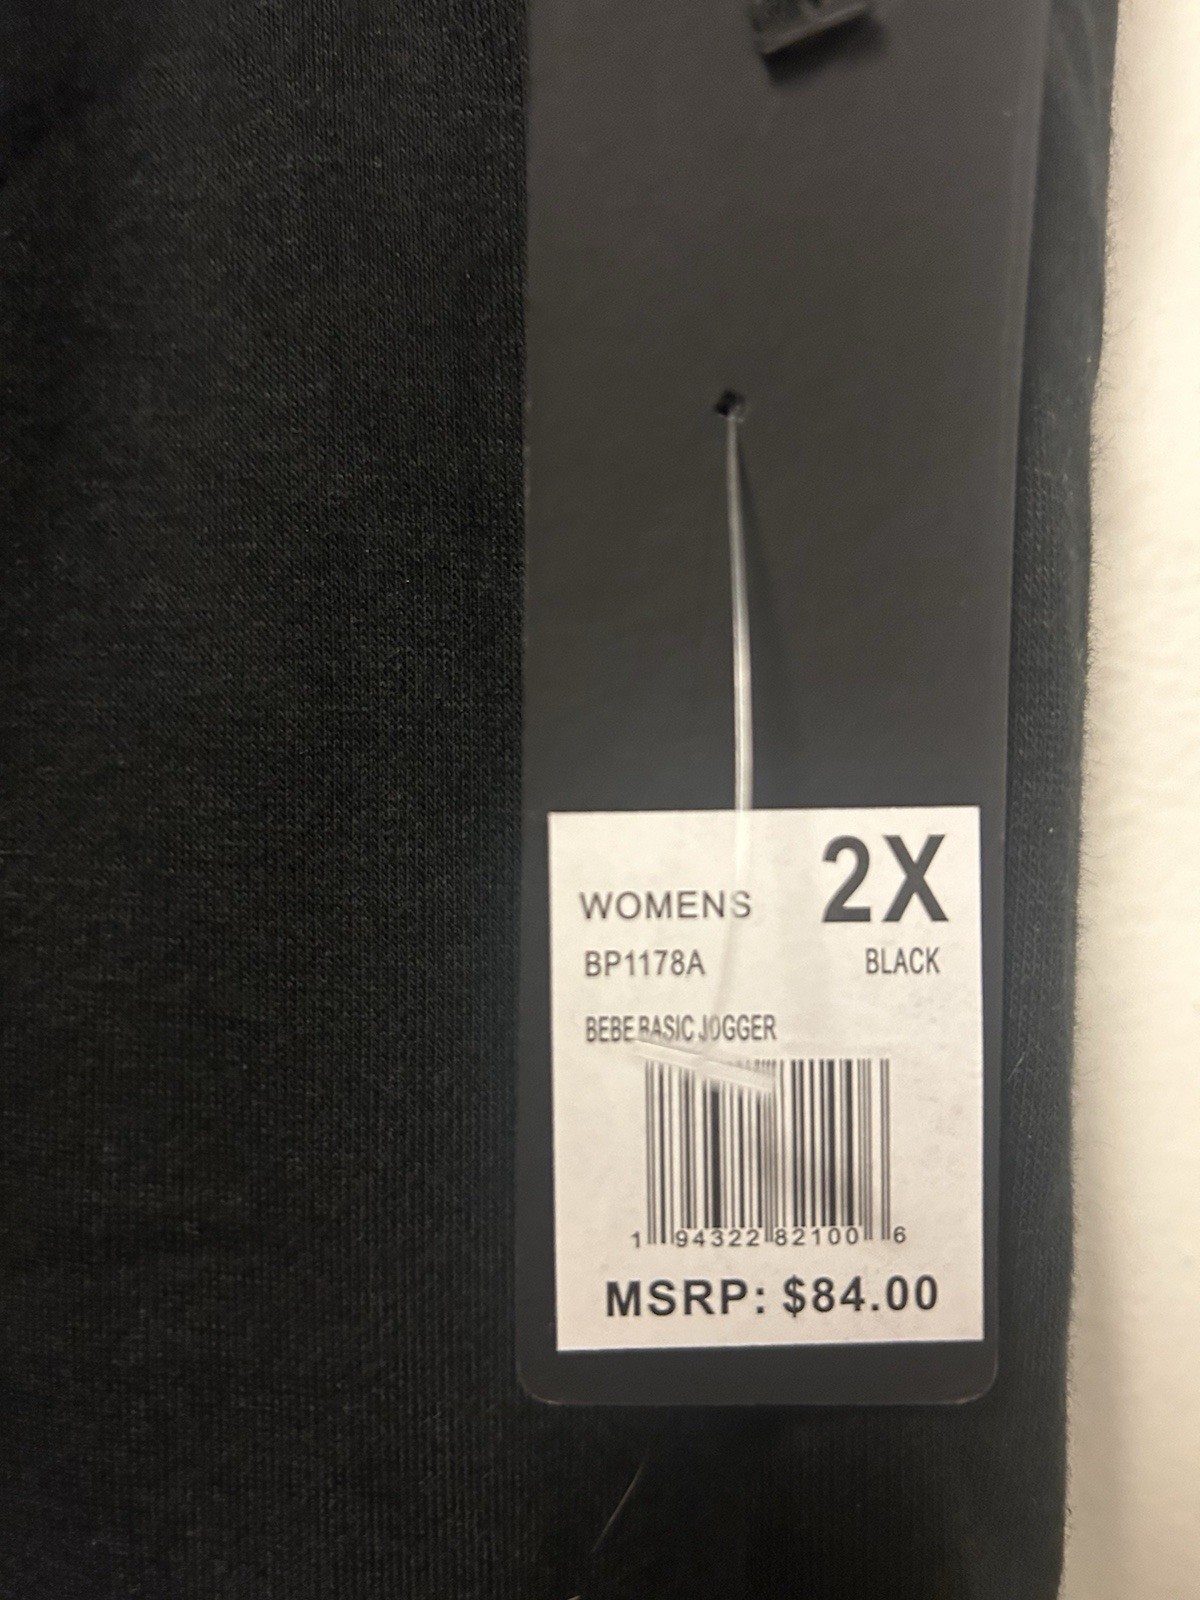 WOMENS 2X
BP1178A BLACK
BEBE BASIC JOGGER
1 94322 82100 6
MSRP: $84.00